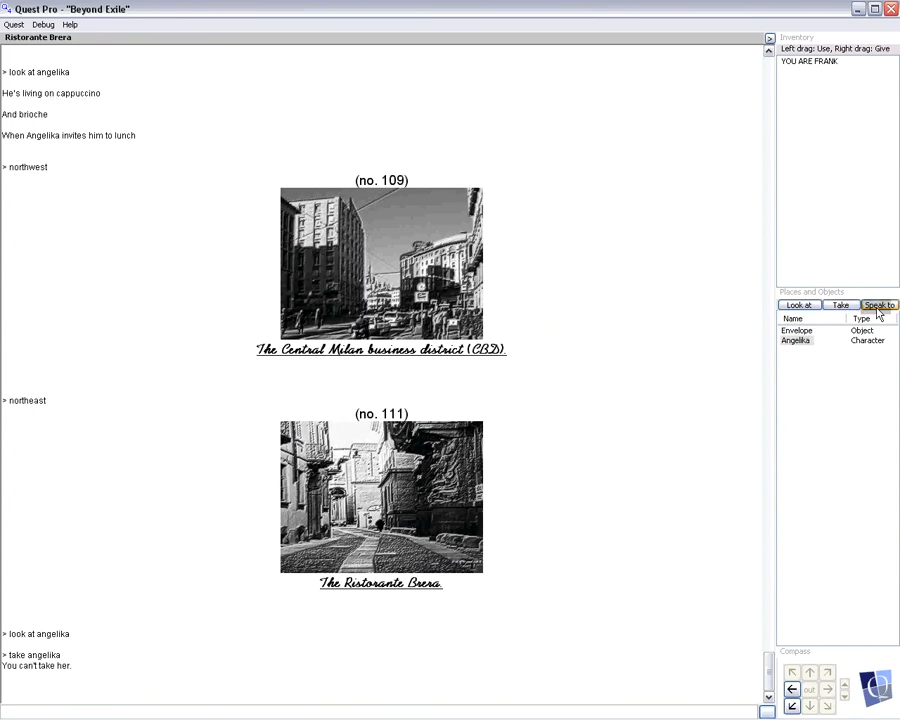 Quest Pro - "Beyond Exile"
Quest Debug Help
Ristorante Brera
> look at angelika
He's living on cappuccino
And brioche
When Angelika invites him to lunch
> northwest
(no. 109)
The Central Milan business district (CBD).
> northeast
(no. 111)
The Ristorante Brera.
> look at angelika
> take angelika
You can't take her.
Inventory
Left drag: Use, Right drag: Give
YOU ARE FRANK
Places and Objects
Look at Take Speak to
Name Type
Envelope Object
Angelika Character
Compass
out